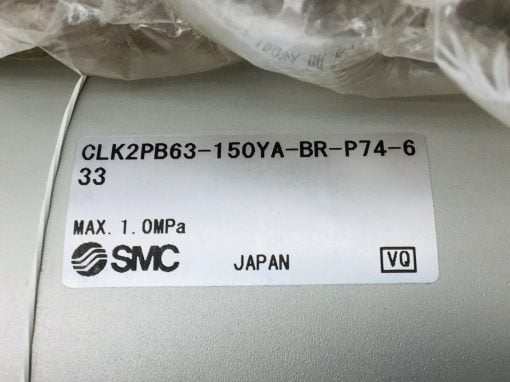 CLK2PB63-150YA-BR-P74-6
33
MAX. 1.0MPa
SMC
JAPAN
VQ